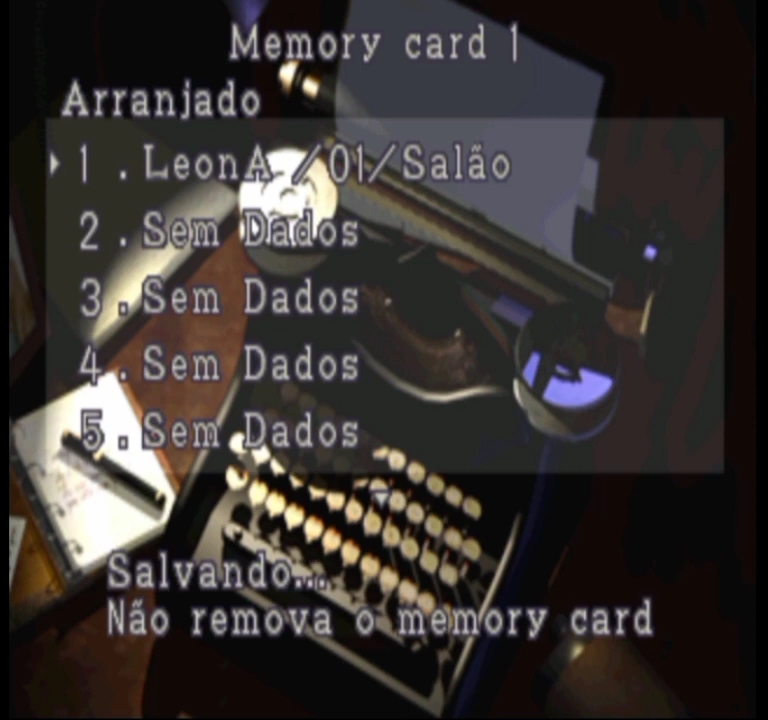 Memory card 1
Arranjado
1.LeonA /01/Salão
2.Sem Dados
3.Sem Dados
4.Sem Dados
5.Sem Dados
Salvando...
Não remova o memory card